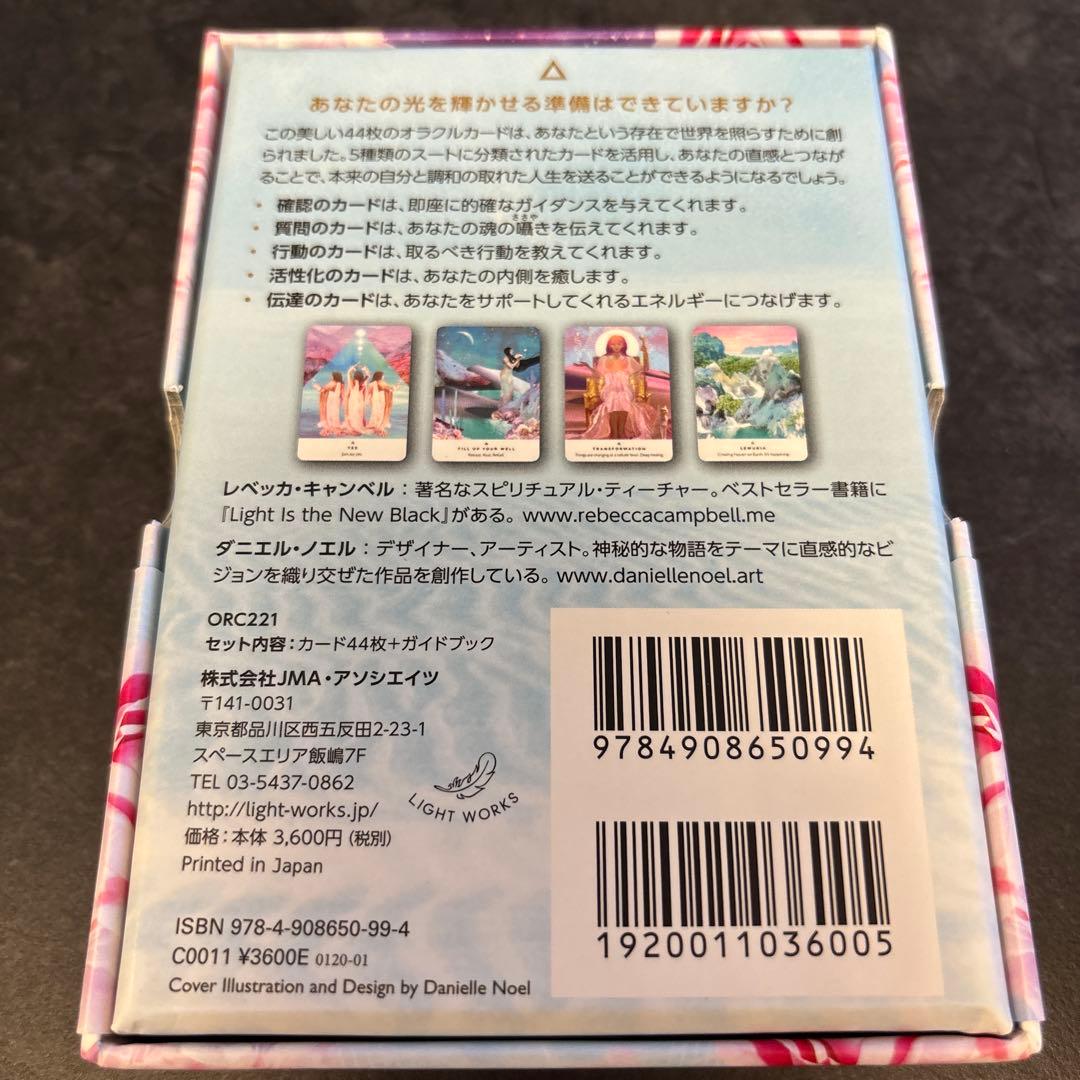 あなたの光を輝かせる準備はできていますか？
この美しい44枚のオラクルカードは、あなたという存在で世界を照らすために創
られました。5種類のスートに分類されたカードを活用し、あなたの直感とつなが
ることで、本来の自分と調和の取れた人生を送ることができるようになるでしょう。
• 確認のカードは、即座に的確なガイダンスを与えてくれます。
ささや
• 質問のカードは、あなたの魂の囁きを伝えてくれます。
• 行動のカードは、取るべき行動を教えてくれます。
• 活性化のカードは、あなたの内側を癒します。
• 伝達のカードは、あなたをサポートしてくれるエネルギーにつなげます。
YES
FILL UP YOUR WELL
TRANSFORMATION
Things are changing at a cellular level. Deep healing.
LEMURIA
Creating Heaven on Earth. It's happening.
レベッカ・キャンベル：著名なスピリチュアル・ティーチャー。ベストセラー書籍に
『Light Is the New Black』がある。www.rebeccacampbell.me
ダニエル・ノエル：デザイナー、アーティスト。神秘的な物語をテーマに直感的なビ
ジョンを織り交ぜた作品を創作している。www.daniellenoel.art
ORC221
セット内容：カード44枚＋ガイドブック
株式会社JMA・アソシエイツ
〒141-0031
東京都品川区西五反田2-23-1
スペースエリア飯嶋7F
TEL 03-5437-0862
http://light-works.jp/
価格：本体 3,600円（税別）
Printed in Japan
LIGHT WORKS
ISBN 978-4-908650-99-4
C0011 ¥3600E 0120-01
Cover Illustration and Design by Danielle Noel
9784908650994
1920011036005